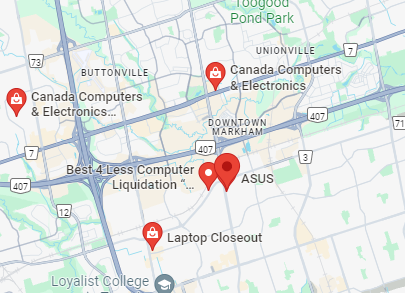 Toogood
Pond Park
UNIONVILLE
7
73
BUTTONVILLE
Canada Computers
& Electronics
Canada Computers
& Electronics...
407
DOWNTOWN
MARKHAM
71
7
407
3
Best 4 Less Computer
Liquidation “...
ASUS
407
12
Laptop Closeout
Loyalist College